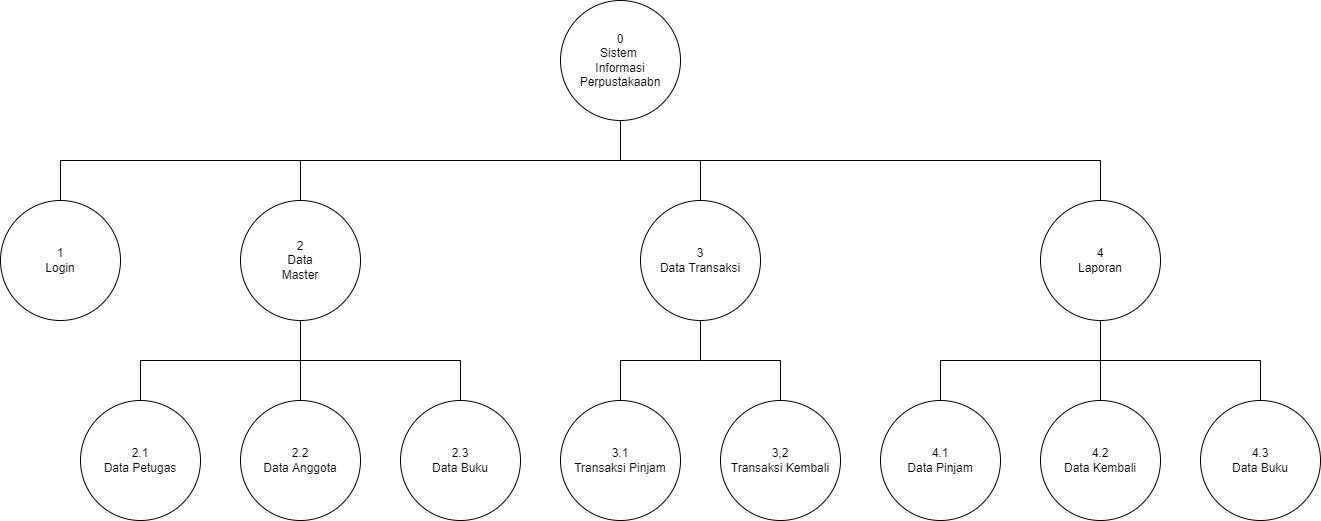 0
Sistem
Informasi
Perpustakaabn
1
Login
2
Data
Master
3
Data Transaksi
4
Laporan
2.1
Data Petugas
2.2
Data Anggota
2.3
Data Buku
3.1
Transaksi Pinjam
3,2
Transaksi Kembali
4.1
Data Pinjam
4.2
Data Kembali
4.3
Data Buku